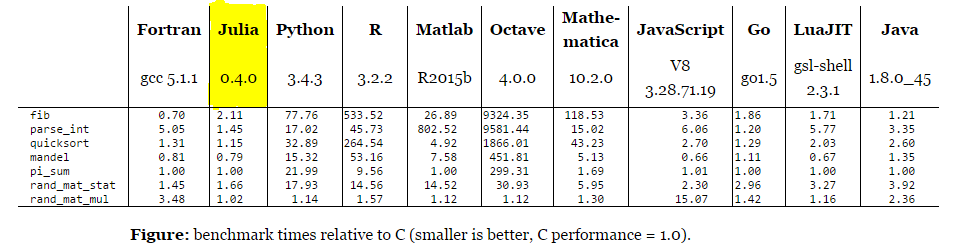 Fortran Julia Python R Matlab Octave Mathe-matica JavaScript Go LuaJIT Java
gcc 5.1.1 0.4.0 3.4.3 3.2.2 R2015b 4.0.0 10.2.0 V8 3.28.71.19 go1.5 gsl-shell 2.3.1 1.8.0_45
fib 0.70 2.11 77.76 533.52 26.89 9324.35 118.53 3.36 1.86 1.71 1.21
parse_int 5.05 1.45 17.02 45.73 802.52 9581.44 15.02 6.06 1.20 5.77 3.35
quicksort 1.31 1.15 32.89 264.54 4.92 1866.01 43.23 2.70 1.29 2.03 2.60
mandel 0.81 0.79 15.32 53.16 7.58 451.81 5.13 0.66 1.11 0.67 1.35
pi_sum 1.00 1.00 21.99 9.56 1.00 299.31 1.69 1.01 1.00 1.00 1.00
rand_mat_stat 1.45 1.66 17.93 14.56 14.52 30.93 5.95 2.30 2.96 3.27 3.92
rand_mat_mul 3.48 1.02 1.14 1.57 1.12 1.12 1.30 15.07 1.42 1.16 2.36
Figure: benchmark times relative to C (smaller is better, C performance = 1.0).